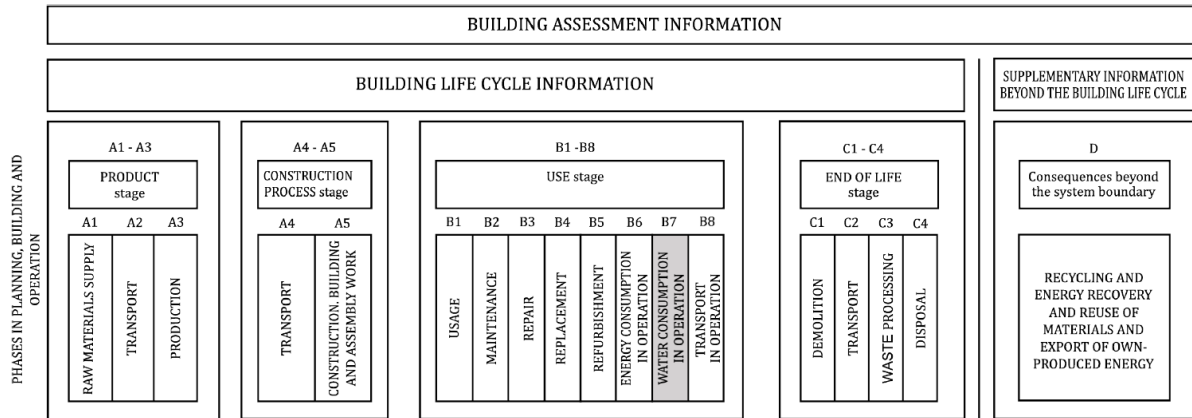 BUILDING ASSESSMENT INFORMATION
BUILDING LIFE CYCLE INFORMATION
SUPPLEMENTARY INFORMATION
BEYOND THE BUILDING LIFE CYCLE
PHASES IN PLANNING, BUILDING AND
OPERATION
A1 - A3
PRODUCT
stage
A1 A2 A3
RAW MATERIALS SUPPLY
TRANSPORT
PRODUCTION
A4 - A5
CONSTRUCTION
PROCESS stage
A4 A5
TRANSPORT
CONSTRUCTION. BUILDING
AND ASSEMBLY WORK
B1 -B8
USE stage
B1 B2 B3 B4 B5 B6 B7 B8
USAGE
MAINTENANCE
REPAIR
REPLACEMENT
REFURBISHMENT
ENERGY CONSUMPTION
IN OPERATION
WATER CONSUMPTION
IN OPERATION
TRANSPORT
IN OPERATION
C1 - C4
END OF LIFE
stage
C1 C2 C3 C4
DEMOLITION
TRANSPORT
WASTE PROCESSING
DISPOSAL
D
Consequences beyond
the system boundary
RECYCLING AND
ENERGY RECOVERY
AND REUSE OF
MATERIALS AND
EXPORT OF OWN-
PRODUCED ENERGY